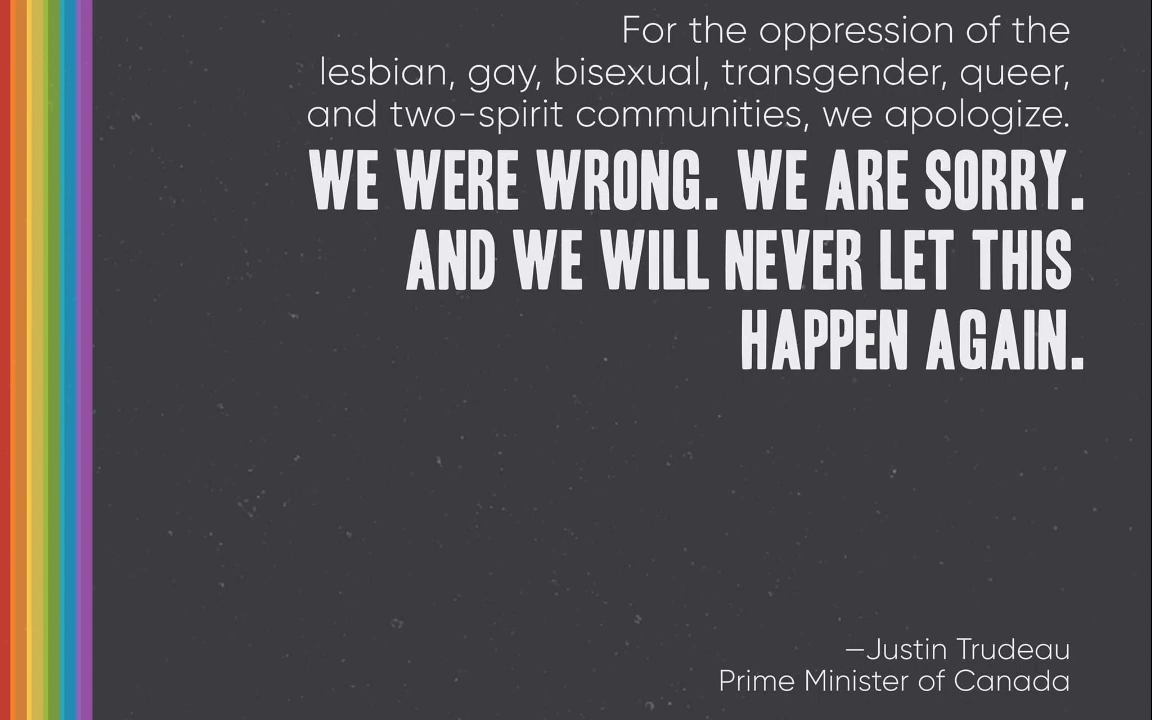 For the oppression of the
lesbian, gay, bisexual, transgender, queer,
and two-spirit communities, we apologize.
WE WERE WRONG. WE ARE SORRY.
AND WE WILL NEVER LET THIS
HAPPEN AGAIN.
—Justin Trudeau
Prime Minister of Canada